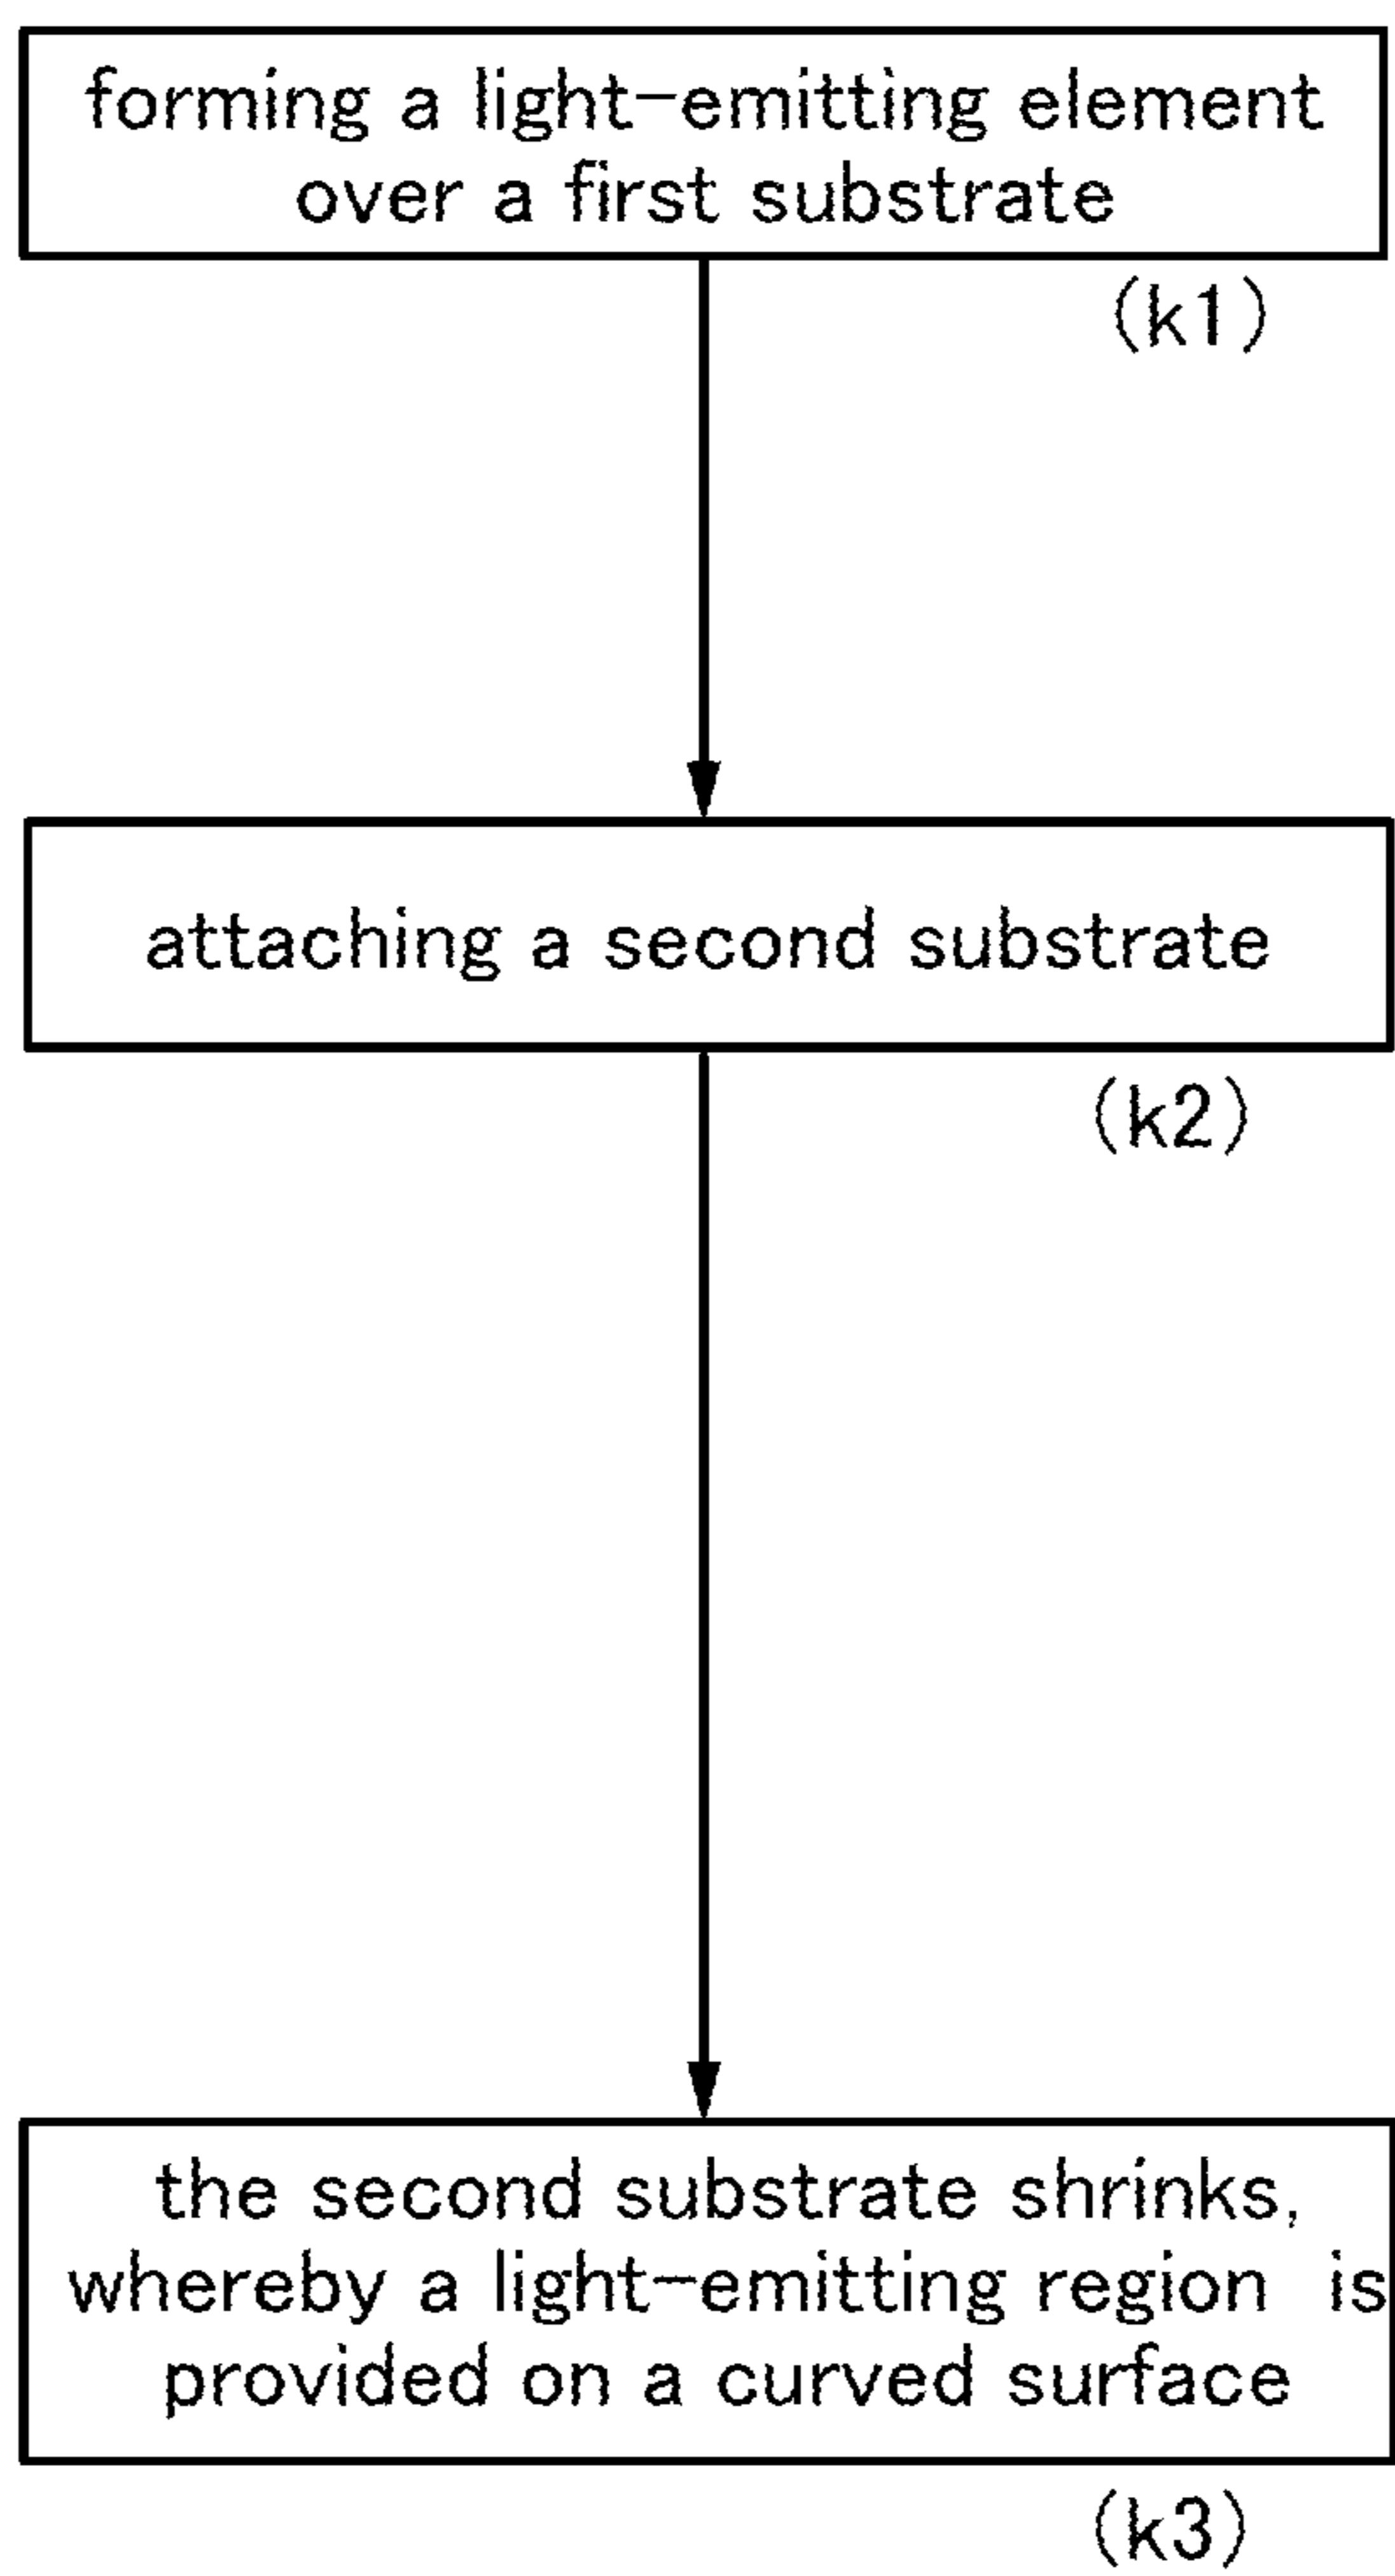 forming a light-emitting element
over a first substrate
(k1)
attaching a second substrate
(k2)
the second substrate shrinks,
whereby a light-emitting region is
provided on a curved surface
(k3)